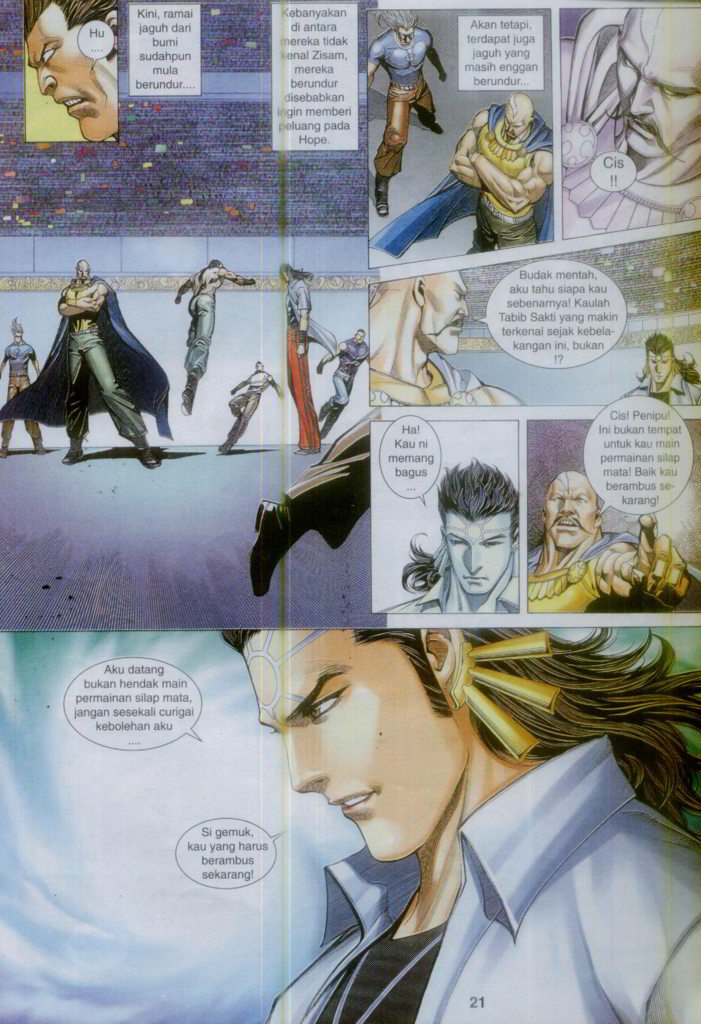 Hu
....
Kini, ramai
jaguh dari
bumi
sudahpun
mula
berundur....
Kebanyakan
di antara
mereka tidak
kenal Zisam,
mereka
berundur
disebabkan
ingin memberi
peluang pada
Hope.
Akan tetapi,
terdapat juga
jaguh yang
masih enggan
berundur...
Cis
!!
Budak mentah,
aku tahu siapa kau
sebenarnya! Kaulah
Tabib Sakti yang makin
terkenal sejak kebela-
kangan ini, bukan
!?
Ha!
Kau ni
memang
bagus
...
Cis! Penipu!
Ini bukan tempat
untuk kau main
permainan silap
mata! Baik kau
berambus se-
karang!
Aku datang
bukan hendak main
permainan silap mata,
jangan sesekali curigai
kebolehan aku
....
Si gemuk,
kau yang harus
berambus
sekarang!
21